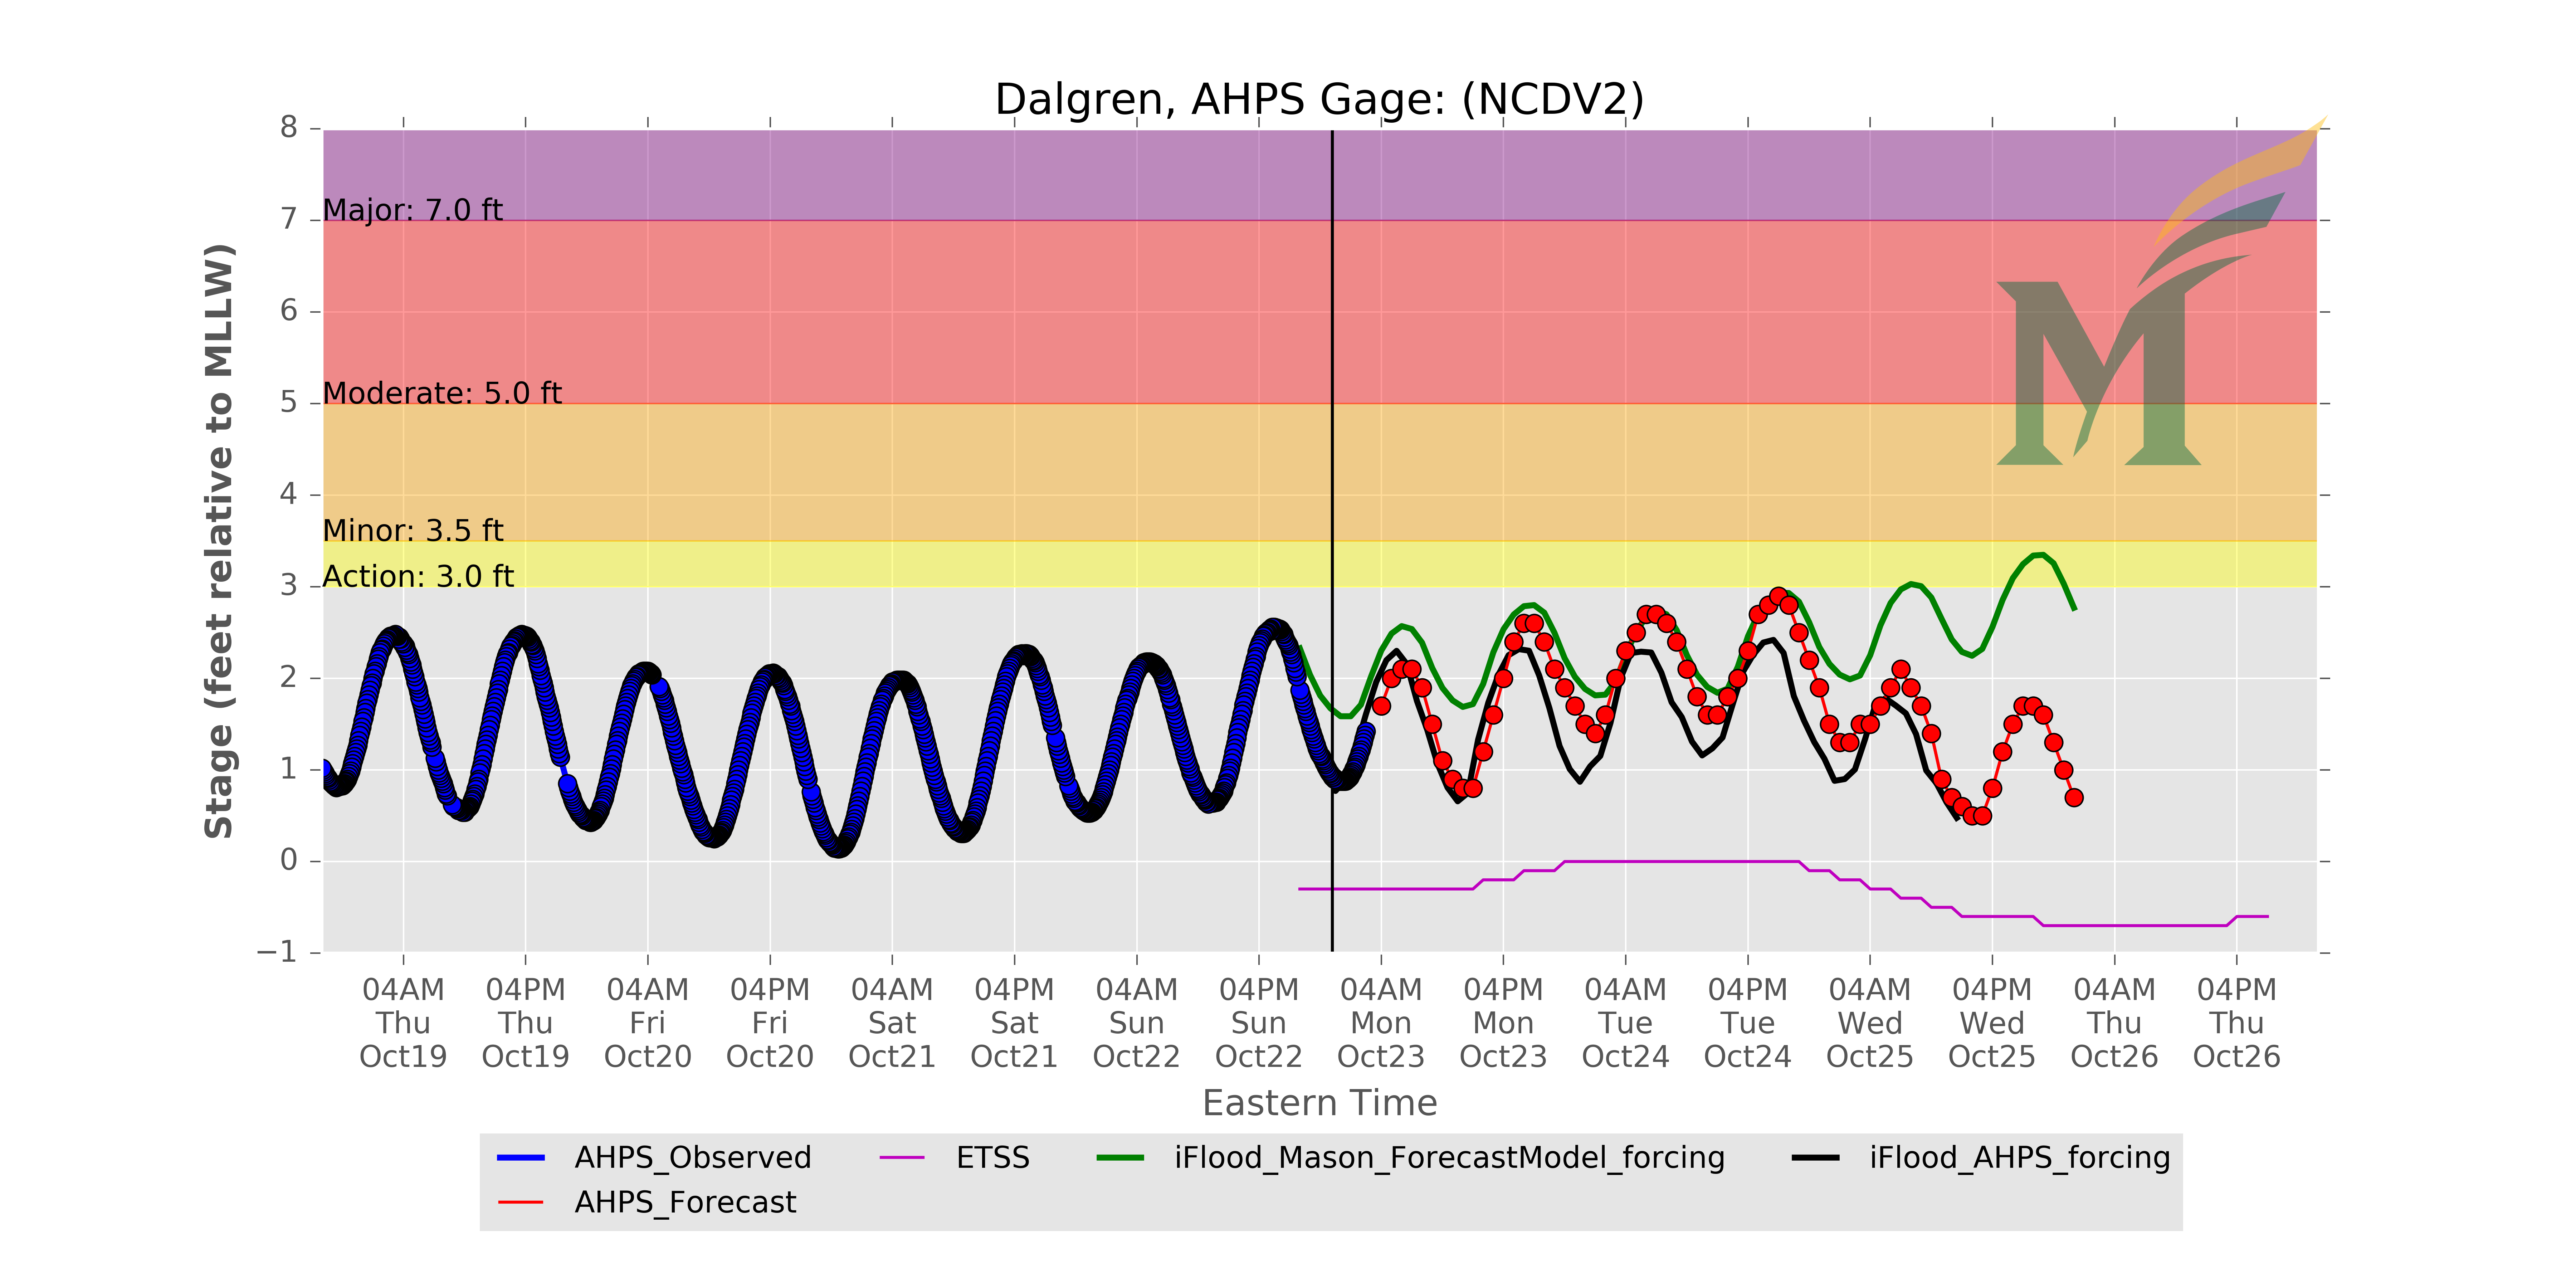 Dalgren, AHPS Gage: (NCDV2)
Stage (feet relative to MLLW)
8
7
6
5
4
3
2
1
0
−1
Major: 7.0 ft
Moderate: 5.0 ft
Minor: 3.5 ft
Action: 3.0 ft
M
04AM Thu Oct19
04PM Thu Oct19
04AM Fri Oct20
04PM Fri Oct20
04AM Sat Oct21
04PM Sat Oct21
04AM Sun Oct22
04PM Sun Oct22
04AM Mon Oct23
04PM Mon Oct23
04AM Tue Oct24
04PM Tue Oct24
04AM Wed Oct25
04PM Wed Oct25
04AM Thu Oct26
04PM Thu Oct26
Eastern Time
AHPS_Observed
AHPS_Forecast
ETSS
iFlood_Mason_ForecastModel_forcing
iFlood_AHPS_forcing